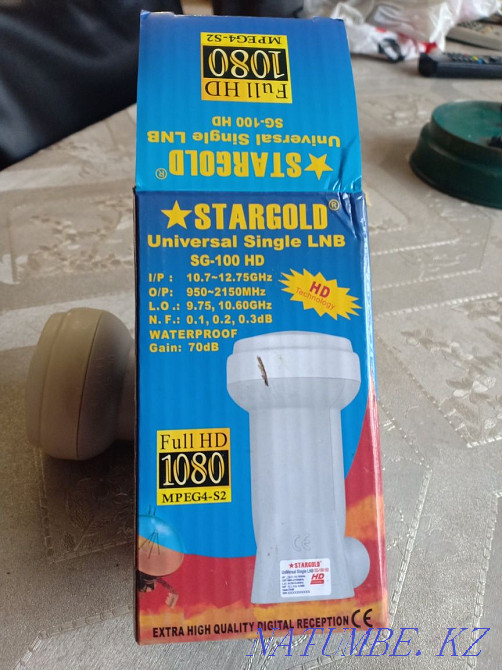 Full HD
1080
MPEG4-S2
★STARGOLD®
Universal Single LNB
SG-100 HD
★STARGOLD®
Universal Single LNB
SG-100 HD
I/P : 10.7~12.75GHz
O/P: 950~2150MHz
L.O.: 9.75, 10.60GHz
N. F.: 0.1, 0.2, 0.3dB
WATERPROOF
Gain: 70dB
HD
Technology
Full HD
1080
MPEG4-S2
CE
★STARGOLD®
Universal Single LNB SG-100 HD
HD
EXTRA HIGH QUALITY DIGITAL RECEPTION CE
NATUMBE.KZ